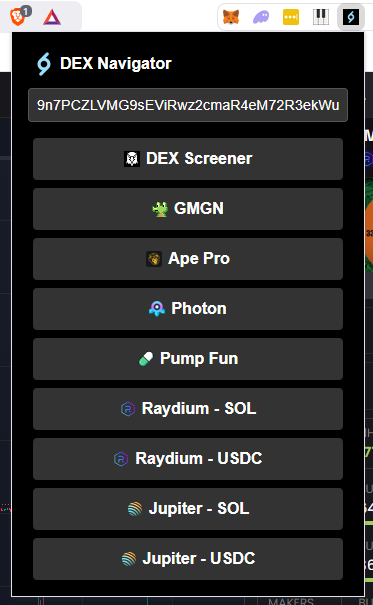 1
DEX Navigator
9n7PCZLVMG9sEViRwz2cmaR4eM72R3ekWu
DEX Screener
GMGN
Ape Pro
Photon
Pump Fun
Raydium - SOL
Raydium - USDC
Jupiter - SOL
Jupiter - USDC
MAKERS